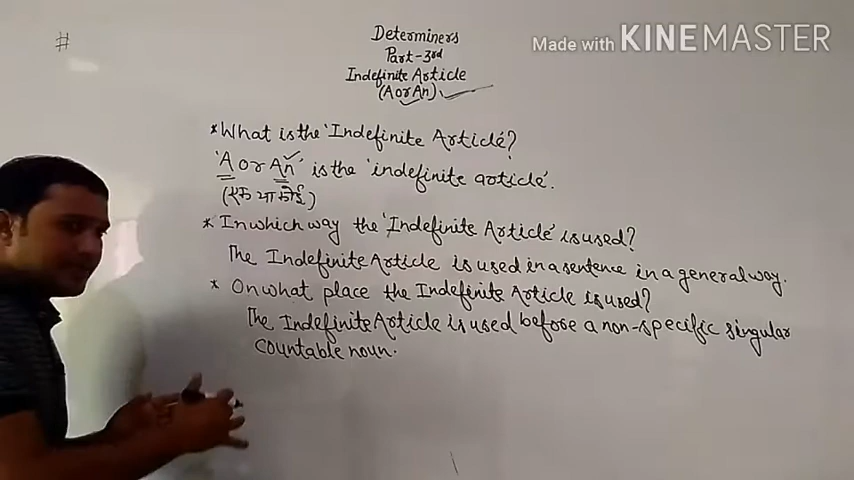 #
Made with KINEMASTER
Determiners
Part-3rd
Indefinite Article
(A or An)
* What is the 'Indefinite Article'?
'A or An' is the 'indefinite article'.
(एक या कोई)
* In which way the 'Indefinite Article' is used?
The Indefinite Article is used in a sentence in a general way.
* On what place the Indefinite Article is used?
The Indefinite Article is used before a non-specific singular
countable noun.